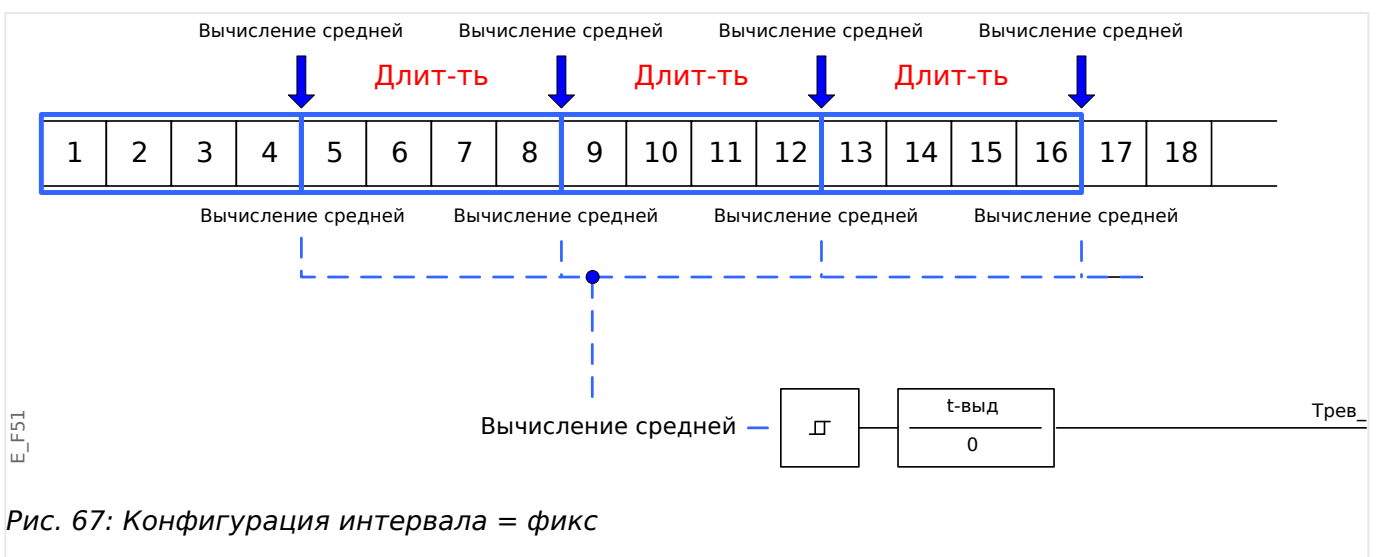 Вычисление средней Вычисление средней Вычисление средней Вычисление средней
Длит-ть Длит-ть Длит-ть
1 2 3 4 5 6 7 8 9 10 11 12 13 14 15 16 17 18
Вычисление средней Вычисление средней Вычисление средней Вычисление средней
t-выд
Вычисление средней
0
Трев_
E_F51
Рис. 67: Конфигурация интервала = фикс